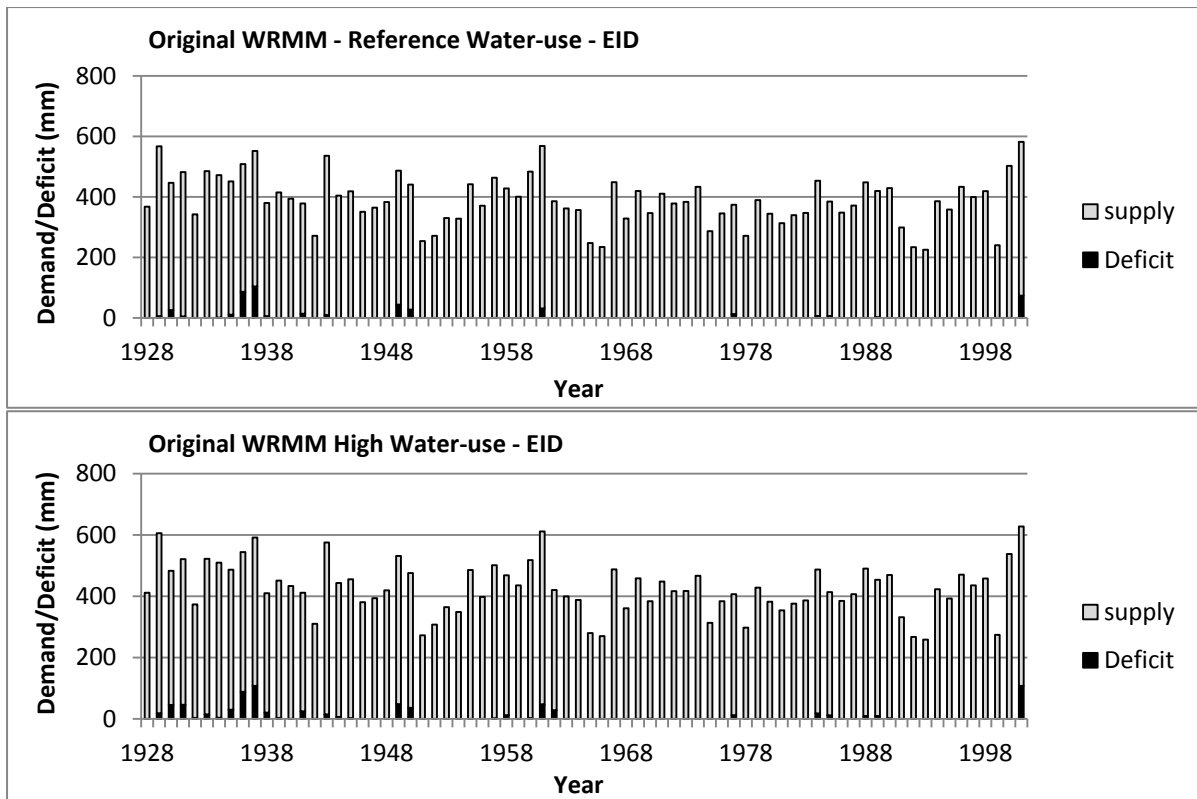 Original WRMM - Reference Water-use - EID
Demand/Deficit (mm)
800
600
400
200
0
1928 1938 1948 1958 1968 1978 1988 1998
Year
supply
Deficit
Original WRMM High Water-use - EID
Demand/Deficit (mm)
800
600
400
200
0
1928 1938 1948 1958 1968 1978 1988 1998
Year
supply
Deficit